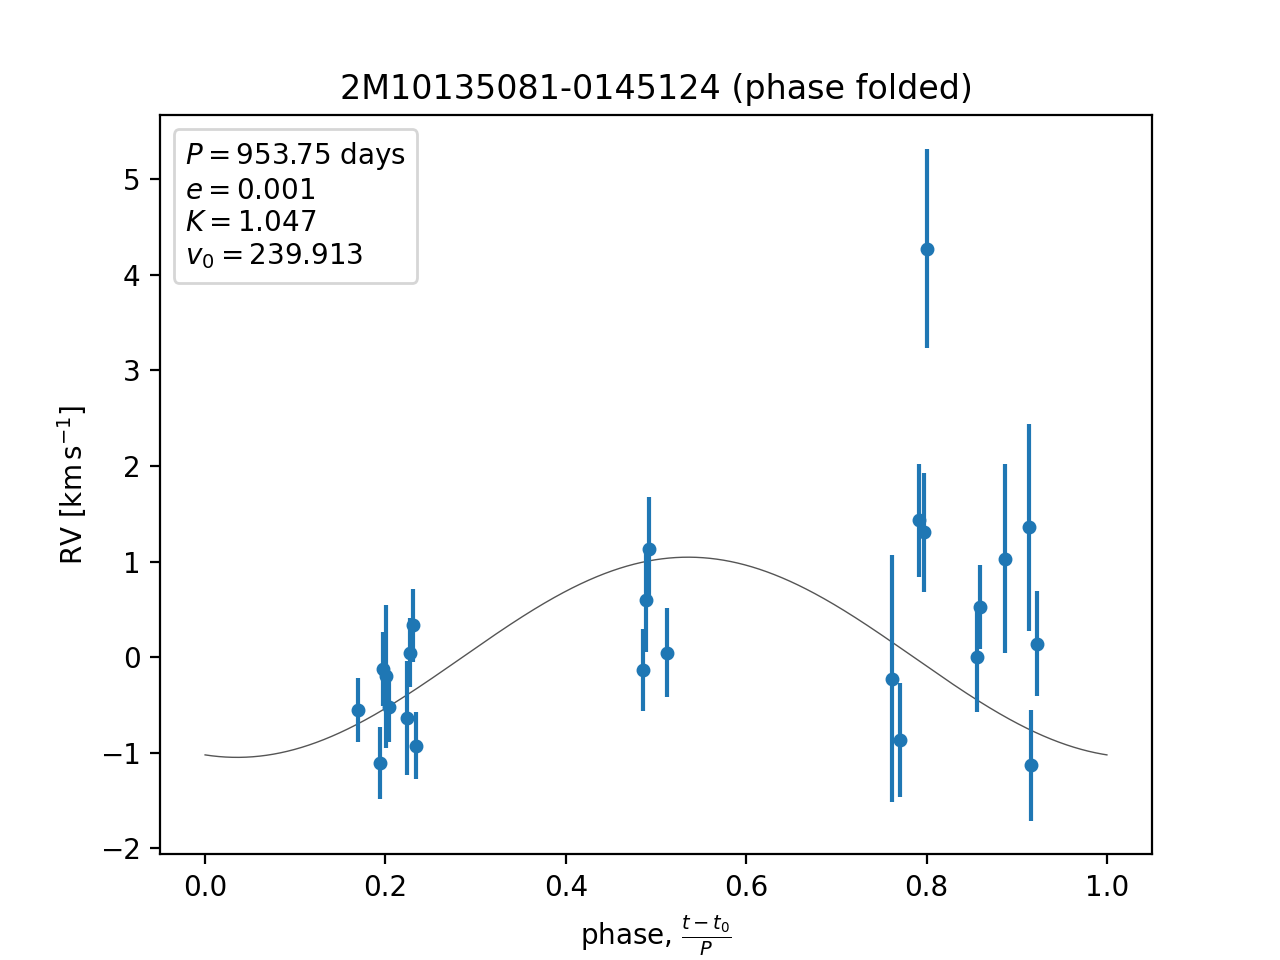 2M10135081-0145124 (phase folded)
P = 953.75 days
e = 0.001
K = 1.047
v₀ = 239.913
5
4
3
2
1
0
−1
−2
RV [km s⁻¹]
0.0 0.2 0.4 0.6 0.8 1.0
phase, (t − t₀)/P